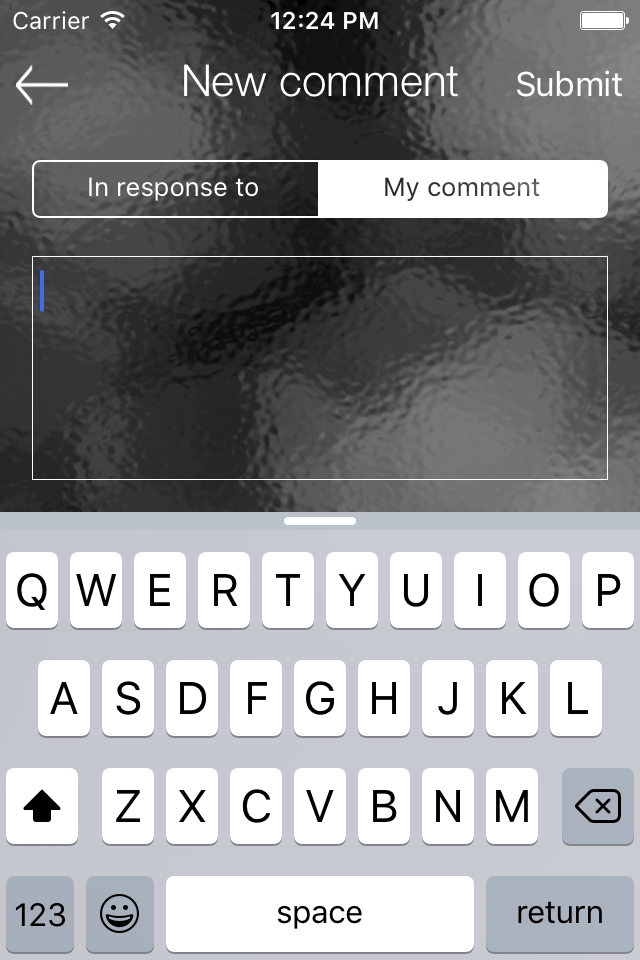 Carrier 12:24 PM
New comment Submit
In response to My comment
Q W E R T Y U I O P
A S D F G H J K L
Z X C V B N M
123 space return